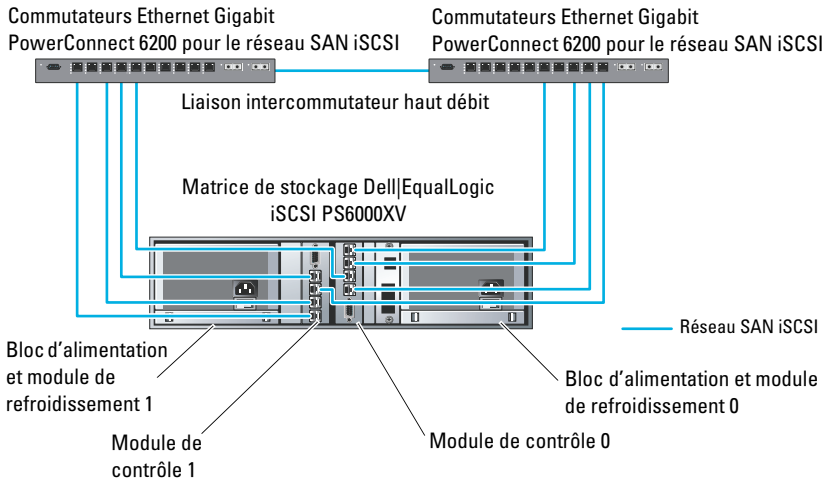 Commutateurs Ethernet Gigabit
PowerConnect 6200 pour le réseau SAN iSCSI
Commutateurs Ethernet Gigabit
PowerConnect 6200 pour le réseau SAN iSCSI
Liaison intercommutateur haut débit
Matrice de stockage Dell|EqualLogic
iSCSI PS6000XV
Réseau SAN iSCSI
Bloc d'alimentation
et module de
refroidissement 1
Bloc d'alimentation et module
de refroidissement 0
Module de
contrôle 1
Module de contrôle 0